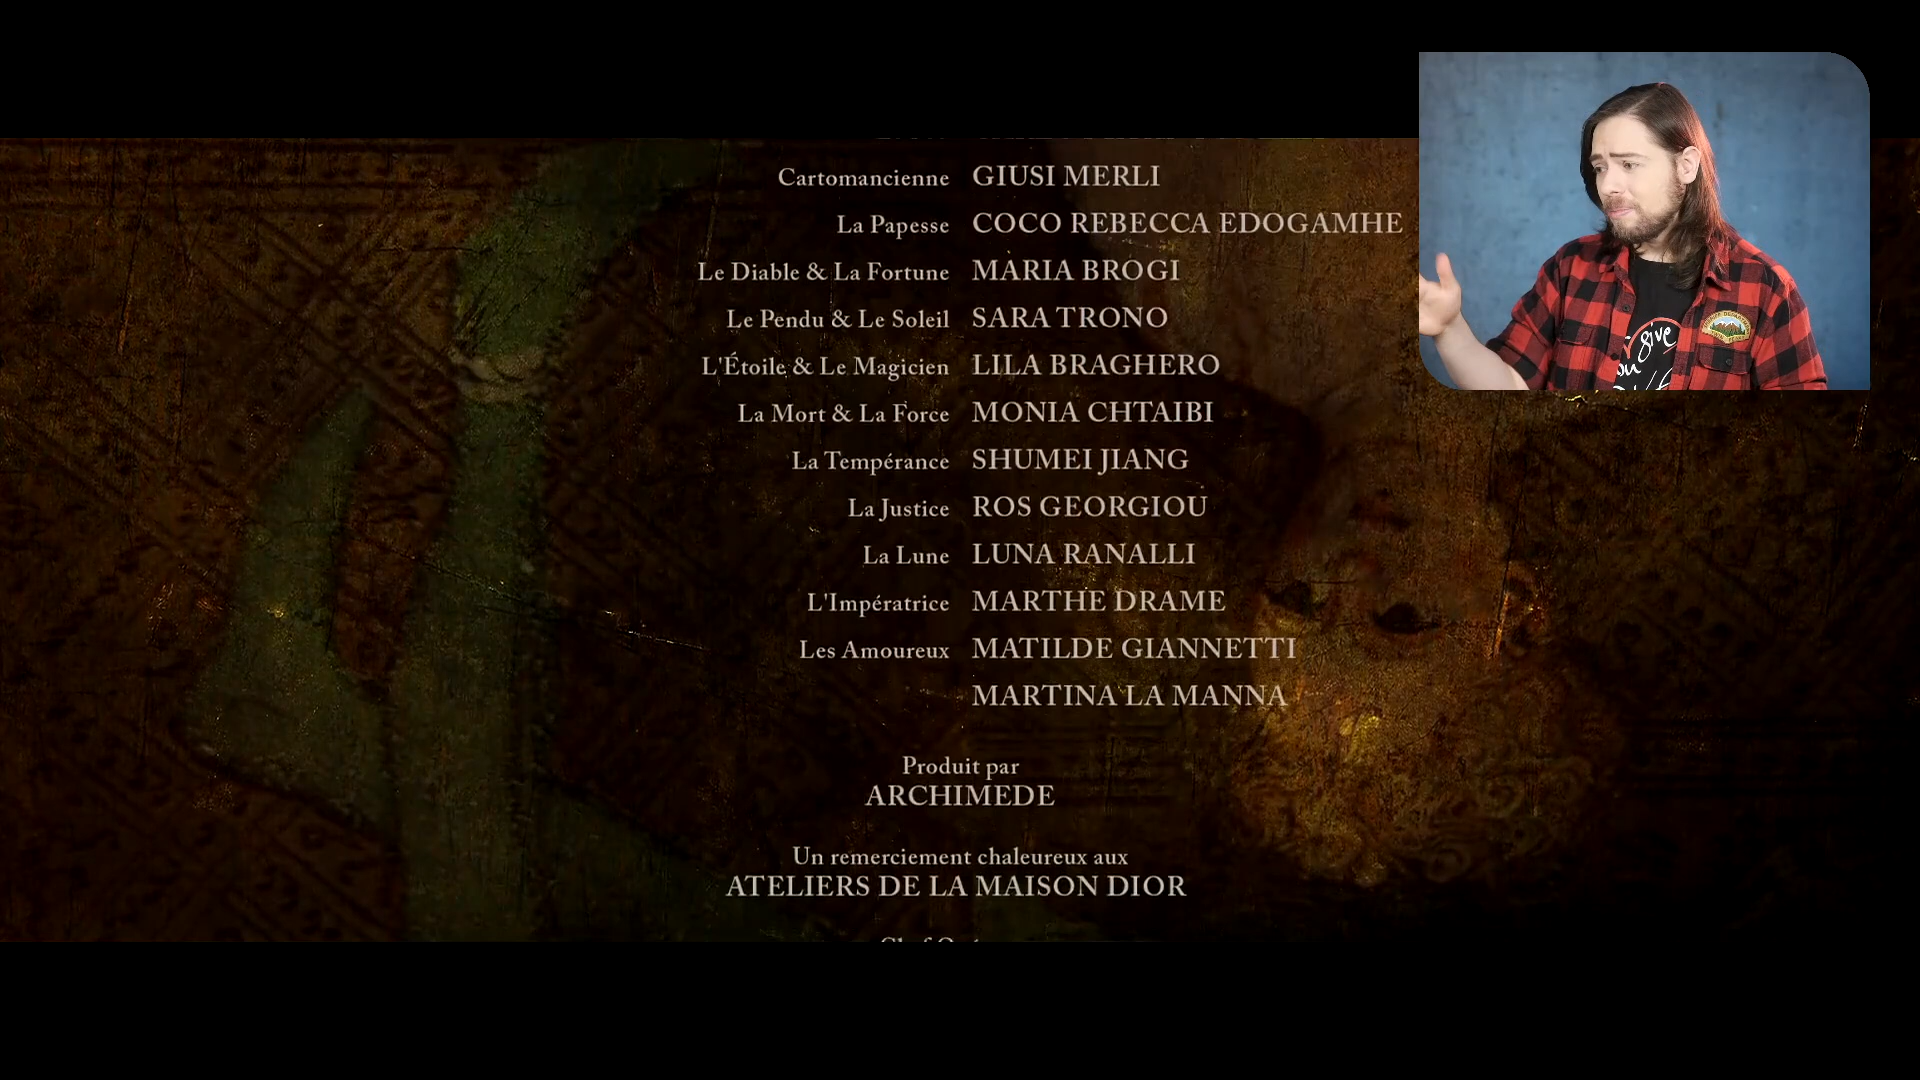 Cartomancienne GIUSI MERLI
La Papesse COCO REBECCA EDOGAMHE
Le Diable & La Fortune MARIA BROGI
Le Pendu & Le Soleil SARA TRONO
L'Étoile & Le Magicien LILA BRAGHERO
La Mort & La Force MONIA CHTAIBI
La Tempérance SHUMEI JIANG
La Justice ROS GEORGIOU
La Lune LUNA RANALLI
L'Impératrice MARTHE DRAME
Les Amoureux MATILDE GIANNETTI
MARTINA LA MANNA
Produit par
ARCHIMEDE
Un remerciement chaleureux aux
ATELIERS DE LA MAISON DIOR
give